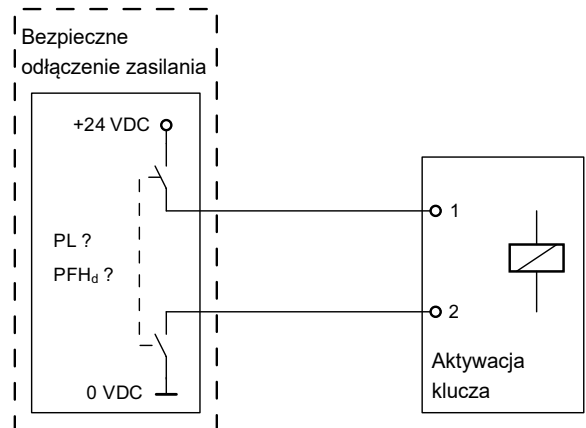 Bezpieczne
odłączenie zasilania
+24 VDC
PL ?
PFHd ?
0 VDC
1
2
Aktywacja
klucza